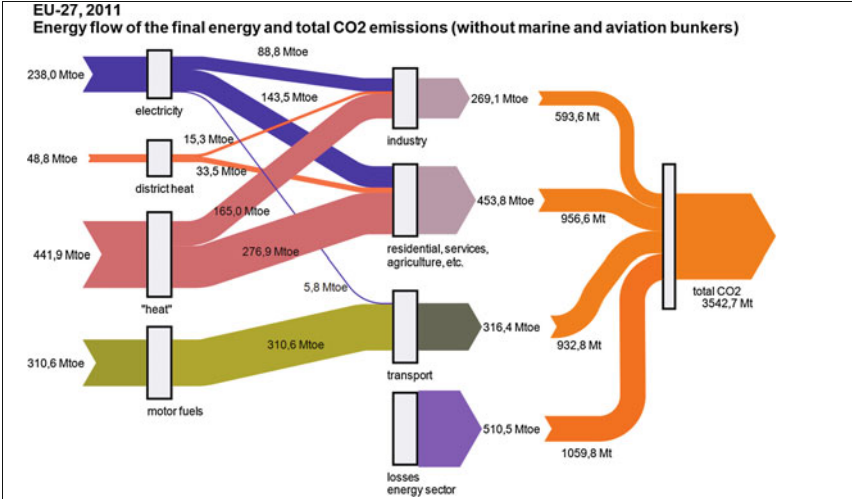 EU-27, 2011
Energy flow of the final energy and total CO2 emissions (without marine and aviation bunkers)
238,0 Mtoe
electricity
88,8 Mtoe
143,5 Mtoe
48,8 Mtoe
district heat
15,3 Mtoe
33,5 Mtoe
441,9 Mtoe
"heat"
165,0 Mtoe
276,9 Mtoe
5,8 Mtoe
310,6 Mtoe
motor fuels
310,6 Mtoe
industry
269,1 Mtoe
593,6 Mt
residential, services,
agriculture, etc.
453,8 Mtoe
956,6 Mt
transport
316,4 Mtoe
932,8 Mt
losses
energy sector
510,5 Mtoe
1059,8 Mt
total CO2
3542,7 Mt